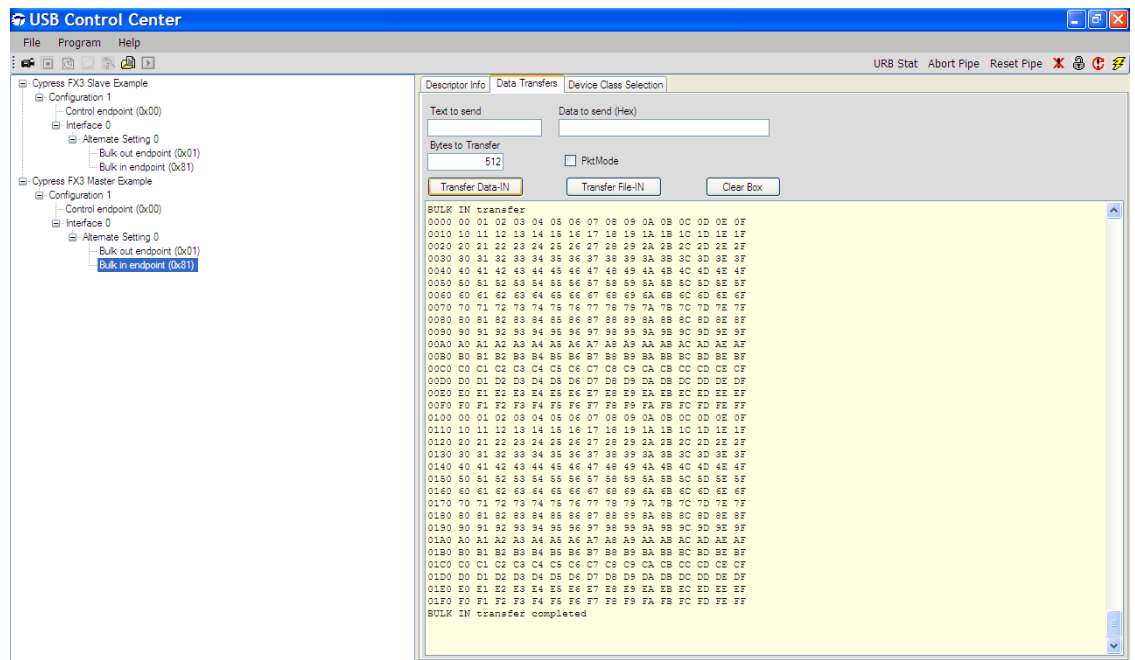 USB Control Center
File Program Help
URB Stat Abort Pipe Reset Pipe
Cypress FX3 Slave Example
Configuration 1
Control endpoint (0x00)
Interface 0
Alternate Setting 0
Bulk out endpoint (0x01)
Bulk in endpoint (0x81)
Cypress FX3 Master Example
Configuration 1
Control endpoint (0x00)
Interface 0
Alternate Setting 0
Bulk out endpoint (0x01)
Bulk in endpoint (0x81)
Descriptor Info Data Transfers Device Class Selection
Text to send Data to send (Hex)
Bytes to Transfer
512 PktMode
Transfer Data-IN Transfer File-IN Clear Box
BULK IN transfer
0000 00 01 02 03 04 05 06 07 08 09 0A 0B 0C 0D 0E 0F
0010 10 11 12 13 14 15 16 17 18 19 1A 1B 1C 1D 1E 1F
0020 20 21 22 23 24 25 26 27 28 29 2A 2B 2C 2D 2E 2F
0030 30 31 32 33 34 35 36 37 38 39 3A 3B 3C 3D 3E 3F
0040 40 41 42 43 44 45 46 47 48 49 4A 4B 4C 4D 4E 4F
0050 50 51 52 53 54 55 56 57 58 59 5A 5B 5C 5D 5E 5F
0060 60 61 62 63 64 65 66 67 68 69 6A 6B 6C 6D 6E 6F
0070 70 71 72 73 74 75 76 77 78 79 7A 7B 7C 7D 7E 7F
0080 80 81 82 83 84 85 86 87 88 89 8A 8B 8C 8D 8E 8F
0090 90 91 92 93 94 95 96 97 98 99 9A 9B 9C 9D 9E 9F
00A0 A0 A1 A2 A3 A4 A5 A6 A7 A8 A9 AA AB AC AD AE AF
00B0 B0 B1 B2 B3 B4 B5 B6 B7 B8 B9 BA BB BC BD BE BF
00C0 C0 C1 C2 C3 C4 C5 C6 C7 C8 C9 CA CB CC CD CE CF
00D0 D0 D1 D2 D3 D4 D5 D6 D7 D8 D9 DA DB DC DD DE DF
00E0 E0 E1 E2 E3 E4 E5 E6 E7 E8 E9 EA EB EC ED EE EF
00F0 F0 F1 F2 F3 F4 F5 F6 F7 F8 F9 FA FB FC FD FE FF
0100 00 01 02 03 04 05 06 07 08 09 0A 0B 0C 0D 0E 0F
0110 10 11 12 13 14 15 16 17 18 19 1A 1B 1C 1D 1E 1F
0120 20 21 22 23 24 25 26 27 28 29 2A 2B 2C 2D 2E 2F
0130 30 31 32 33 34 35 36 37 38 39 3A 3B 3C 3D 3E 3F
0140 40 41 42 43 44 45 46 47 48 49 4A 4B 4C 4D 4E 4F
0150 50 51 52 53 54 55 56 57 58 59 5A 5B 5C 5D 5E 5F
0160 60 61 62 63 64 65 66 67 68 69 6A 6B 6C 6D 6E 6F
0170 70 71 72 73 74 75 76 77 78 79 7A 7B 7C 7D 7E 7F
0180 80 81 82 83 84 85 86 87 88 89 8A 8B 8C 8D 8E 8F
0190 90 91 92 93 94 95 96 97 98 99 9A 9B 9C 9D 9E 9F
01A0 A0 A1 A2 A3 A4 A5 A6 A7 A8 A9 AA AB AC AD AE AF
01B0 B0 B1 B2 B3 B4 B5 B6 B7 B8 B9 BA BB BC BD BE BF
01C0 C0 C1 C2 C3 C4 C5 C6 C7 C8 C9 CA CB CC CD CE CF
01D0 D0 D1 D2 D3 D4 D5 D6 D7 D8 D9 DA DB DC DD DE DF
01E0 E0 E1 E2 E3 E4 E5 E6 E7 E8 E9 EA EB EC ED EE EF
01F0 F0 F1 F2 F3 F4 F5 F6 F7 F8 F9 FA FB FC FD FE FF
BULK IN transfer completed